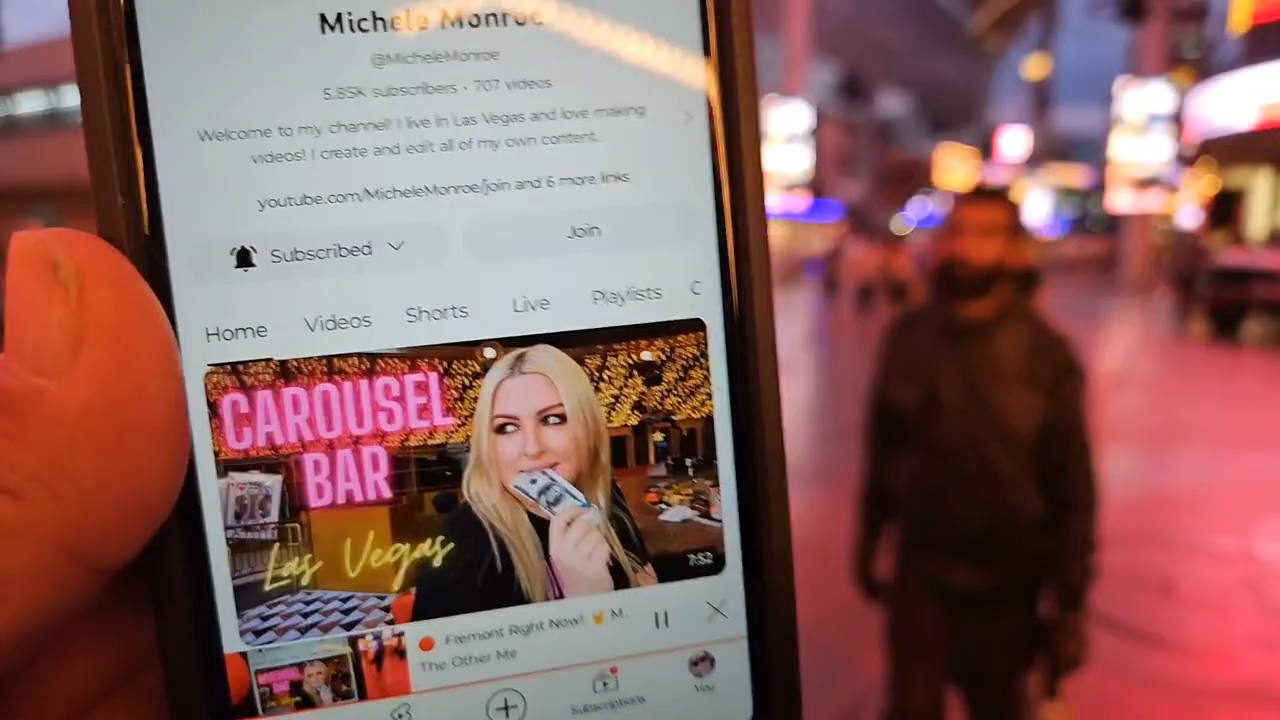 Michele Monroe
@MicheleMonroe
5.85K subscribers • 707 videos
Welcome to my channel! I live in Las Vegas and love making
videos! I create and edit all of my own content.
youtube.com/MicheleMonroe/join and 6 more links
Subscribed
Join
Home Videos Shorts Live Playlists C
CAROUSEL
BAR
Las Vegas
7:52
Fremont Right Now! 🤘 M.
The Other Me
Subscriptions
You